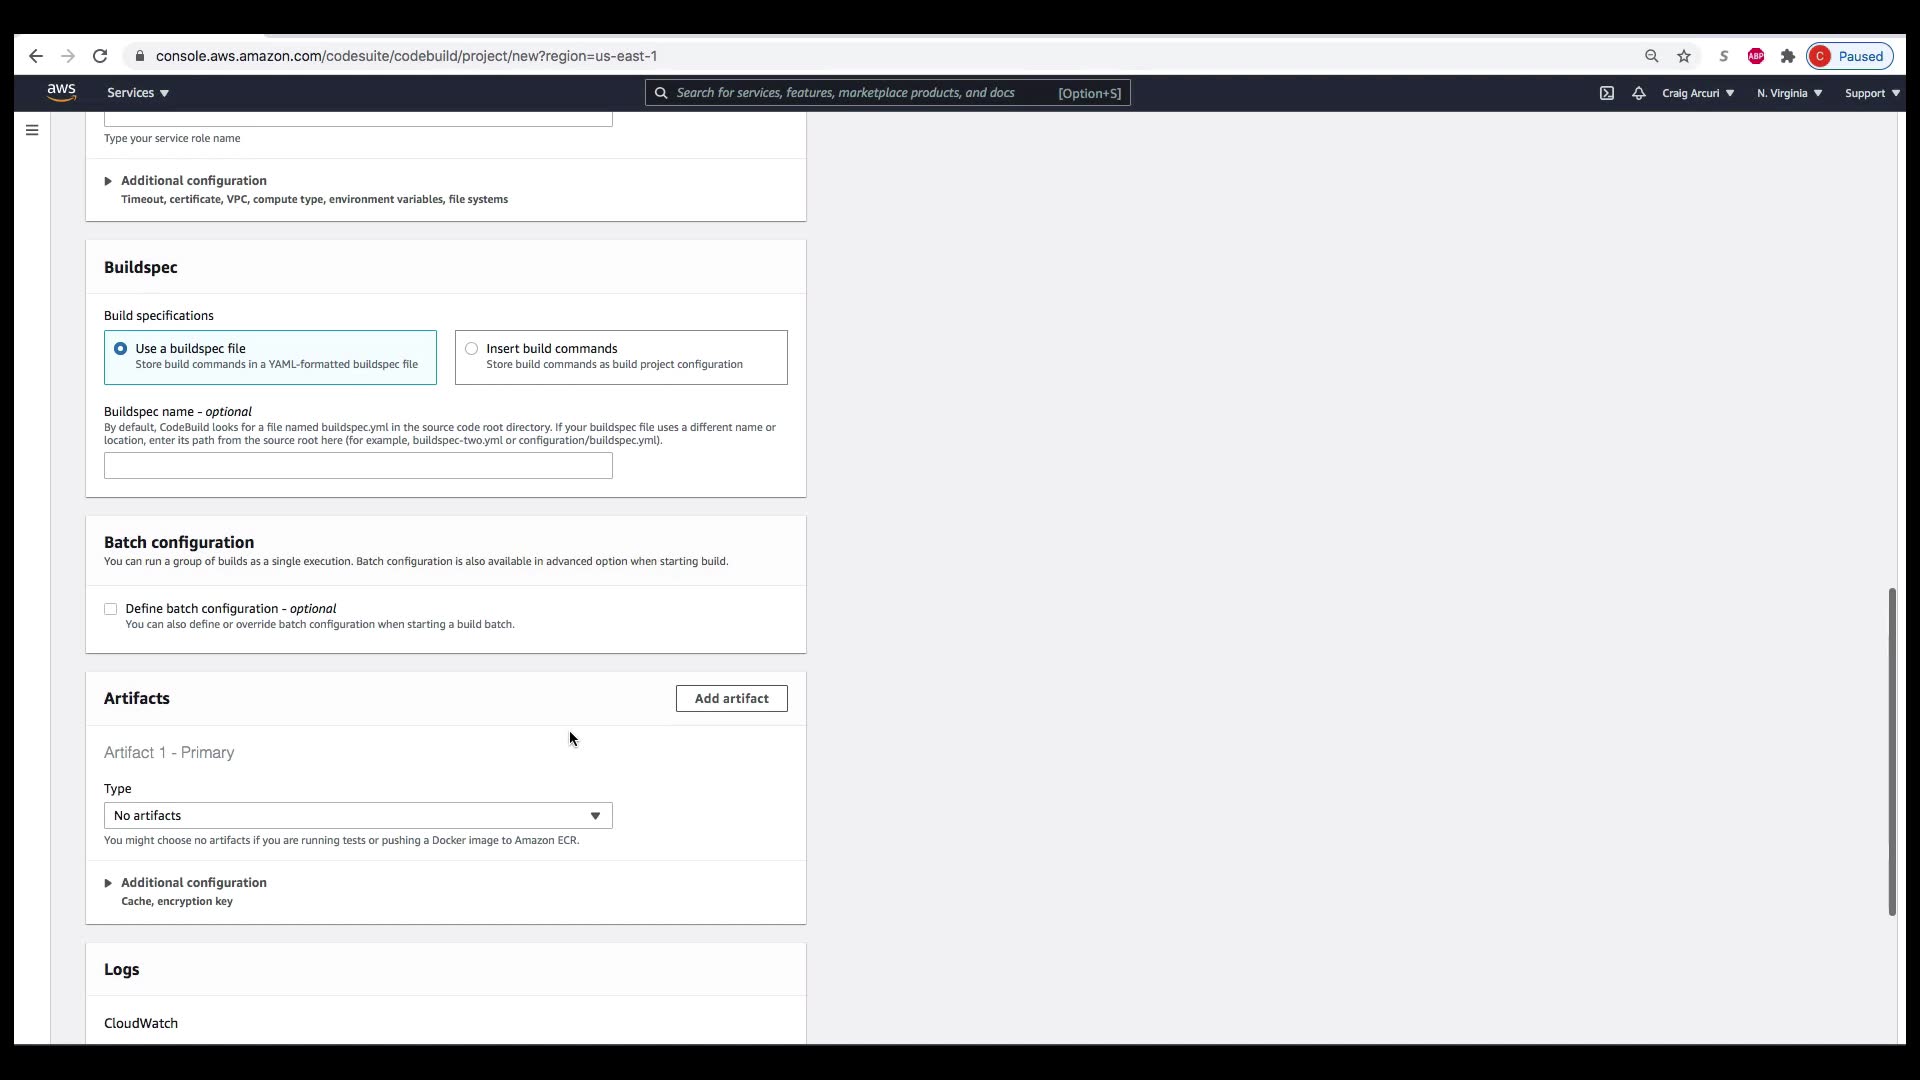 console.aws.amazon.com/codesuite/codebuild/project/new?region=us-east-1
S
ABP
C
Paused
aws
Services
Search for services, features, marketplace products, and docs
[Option+S]
Craig Arcuri
N. Virginia
Support
Type your service role name
Additional configuration
Timeout, certificate, VPC, compute type, environment variables, file systems
Buildspec
Build specifications
Use a buildspec file
Store build commands in a YAML-formatted buildspec file
Insert build commands
Store build commands as build project configuration
Buildspec name - optional
By default, CodeBuild looks for a file named buildspec.yml in the source code root directory. If your buildspec file uses a different name or
location, enter its path from the source root here (for example, buildspec-two.yml or configuration/buildspec.yml).
Batch configuration
You can run a group of builds as a single execution. Batch configuration is also available in advanced option when starting build.
Define batch configuration - optional
You can also define or override batch configuration when starting a build batch.
Artifacts
Add artifact
Artifact 1 - Primary
Type
No artifacts
You might choose no artifacts if you are running tests or pushing a Docker image to Amazon ECR.
Additional configuration
Cache, encryption key
Logs
CloudWatch